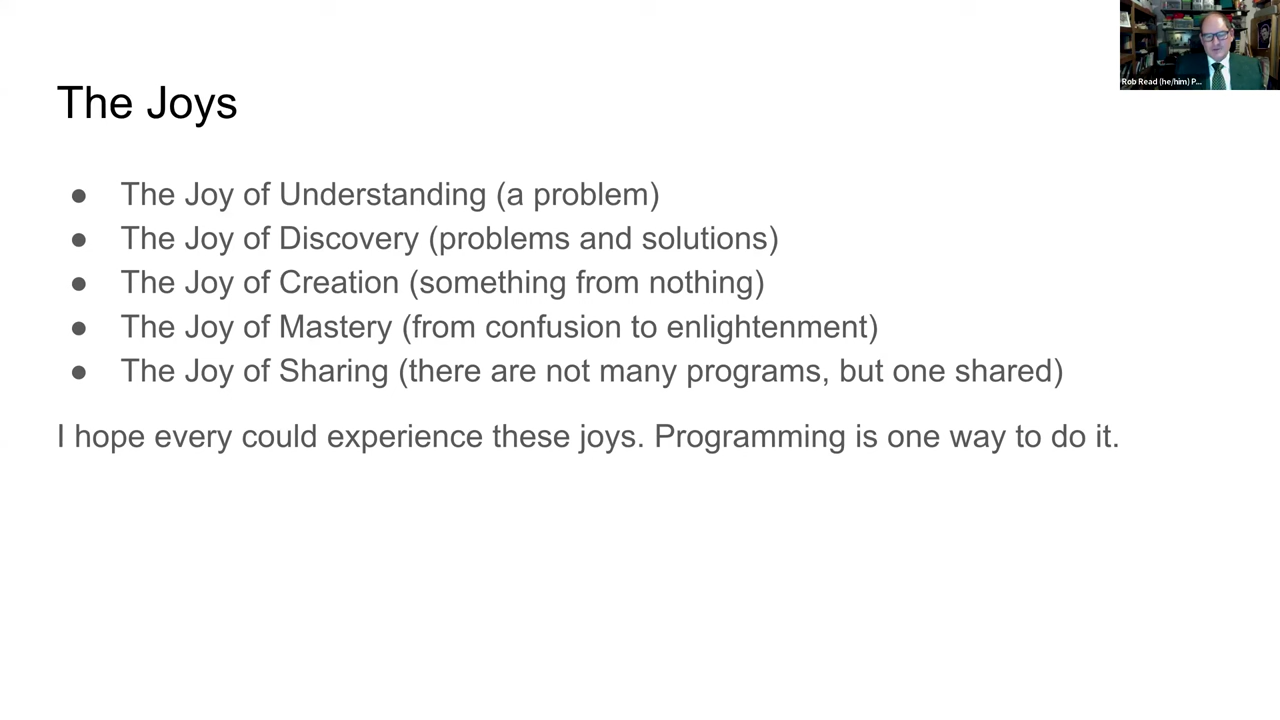 The Joys
● The Joy of Understanding (a problem)
● The Joy of Discovery (problems and solutions)
● The Joy of Creation (something from nothing)
● The Joy of Mastery (from confusion to enlightenment)
● The Joy of Sharing (there are not many programs, but one shared)
I hope every could experience these joys. Programming is one way to do it.
Rob Read (he/him) P...